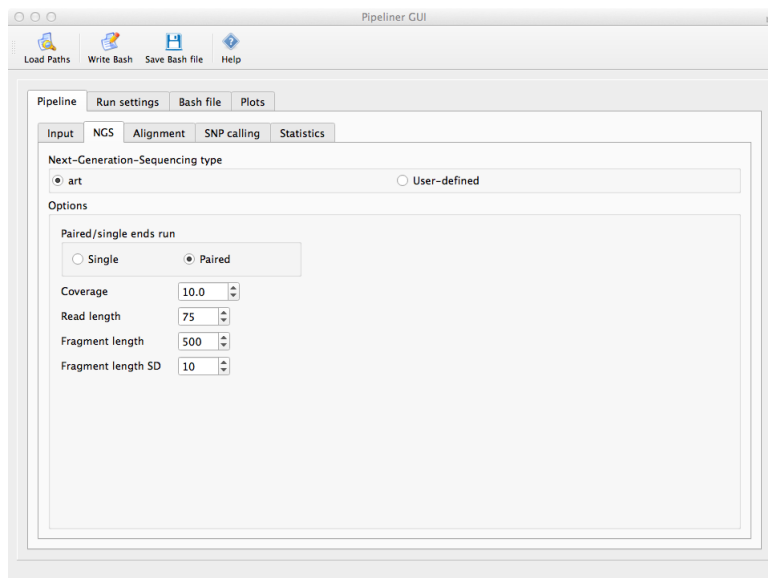 Pipeliner GUI
Load Paths Write Bash Save Bash file Help
Pipeline Run settings Bash file Plots
Input NGS Alignment SNP calling Statistics
Next-Generation-Sequencing type
art User-defined
Options
Paired/single ends run
Single Paired
Coverage 10.0
Read length 75
Fragment length 500
Fragment length SD 10